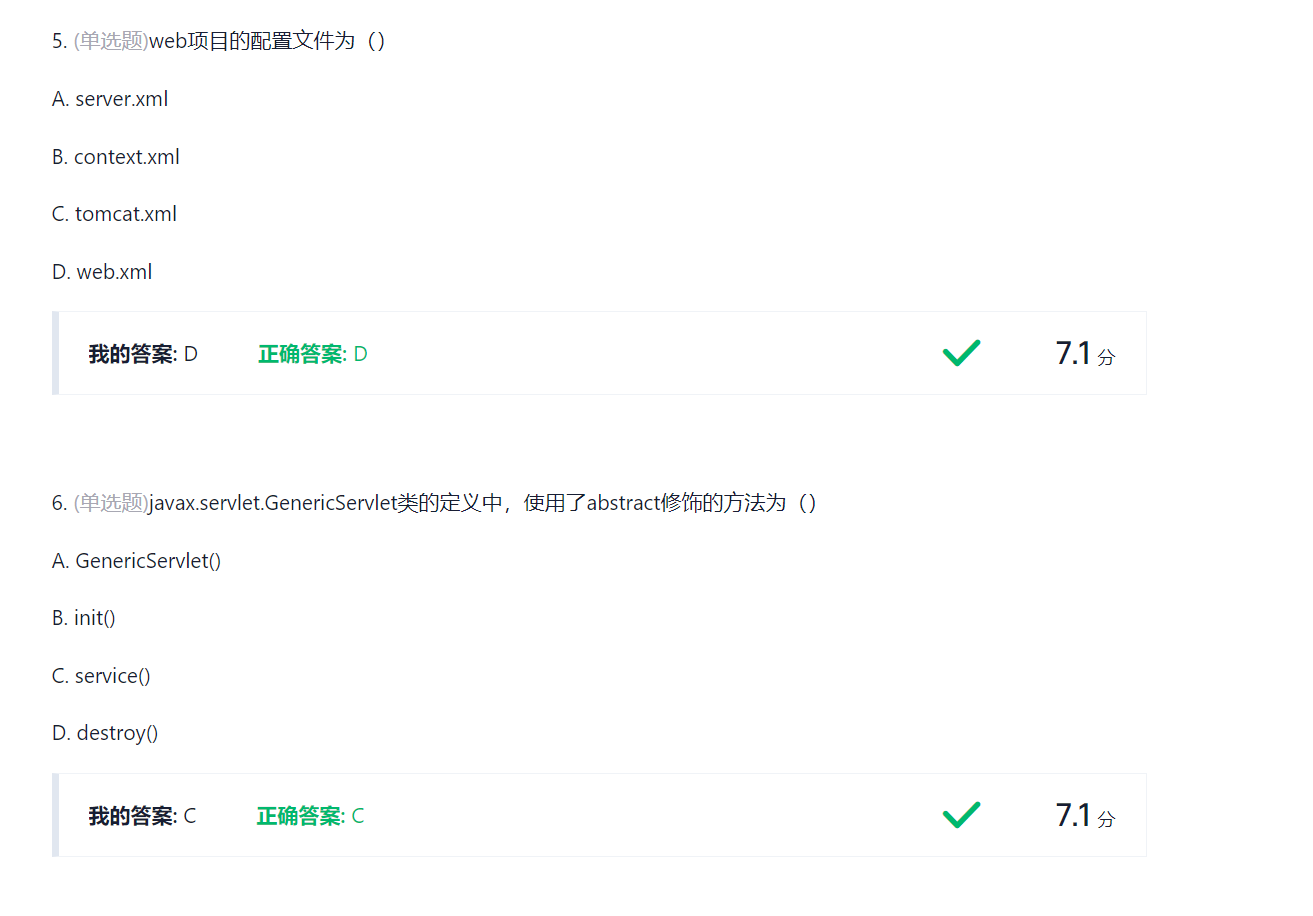 5. (单选题)web项目的配置文件为（）
A. server.xml
B. context.xml
C. tomcat.xml
D. web.xml
我的答案: D 正确答案: D 7.1 分
6. (单选题)javax.servlet.GenericServlet类的定义中，使用了abstract修饰的方法为（）
A. GenericServlet()
B. init()
C. service()
D. destroy()
我的答案: C 正确答案: C 7.1 分